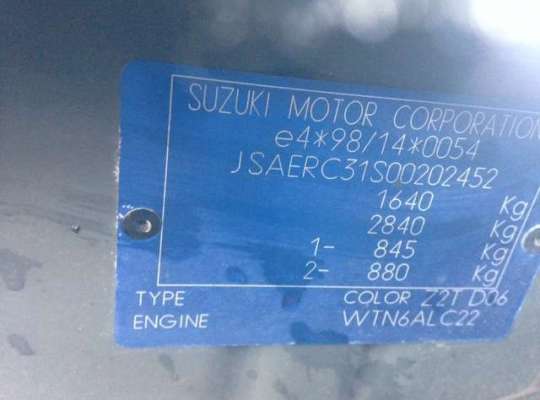 SUZUKI MOTOR CORPORATION
e4*98/14*0054
JSAERC31S00202452
1640 Kg
2840 Kg
1- 845 Kg
2- 880 Kg
TYPE COLOR Z2T D06
ENGINE WTN6ALC22